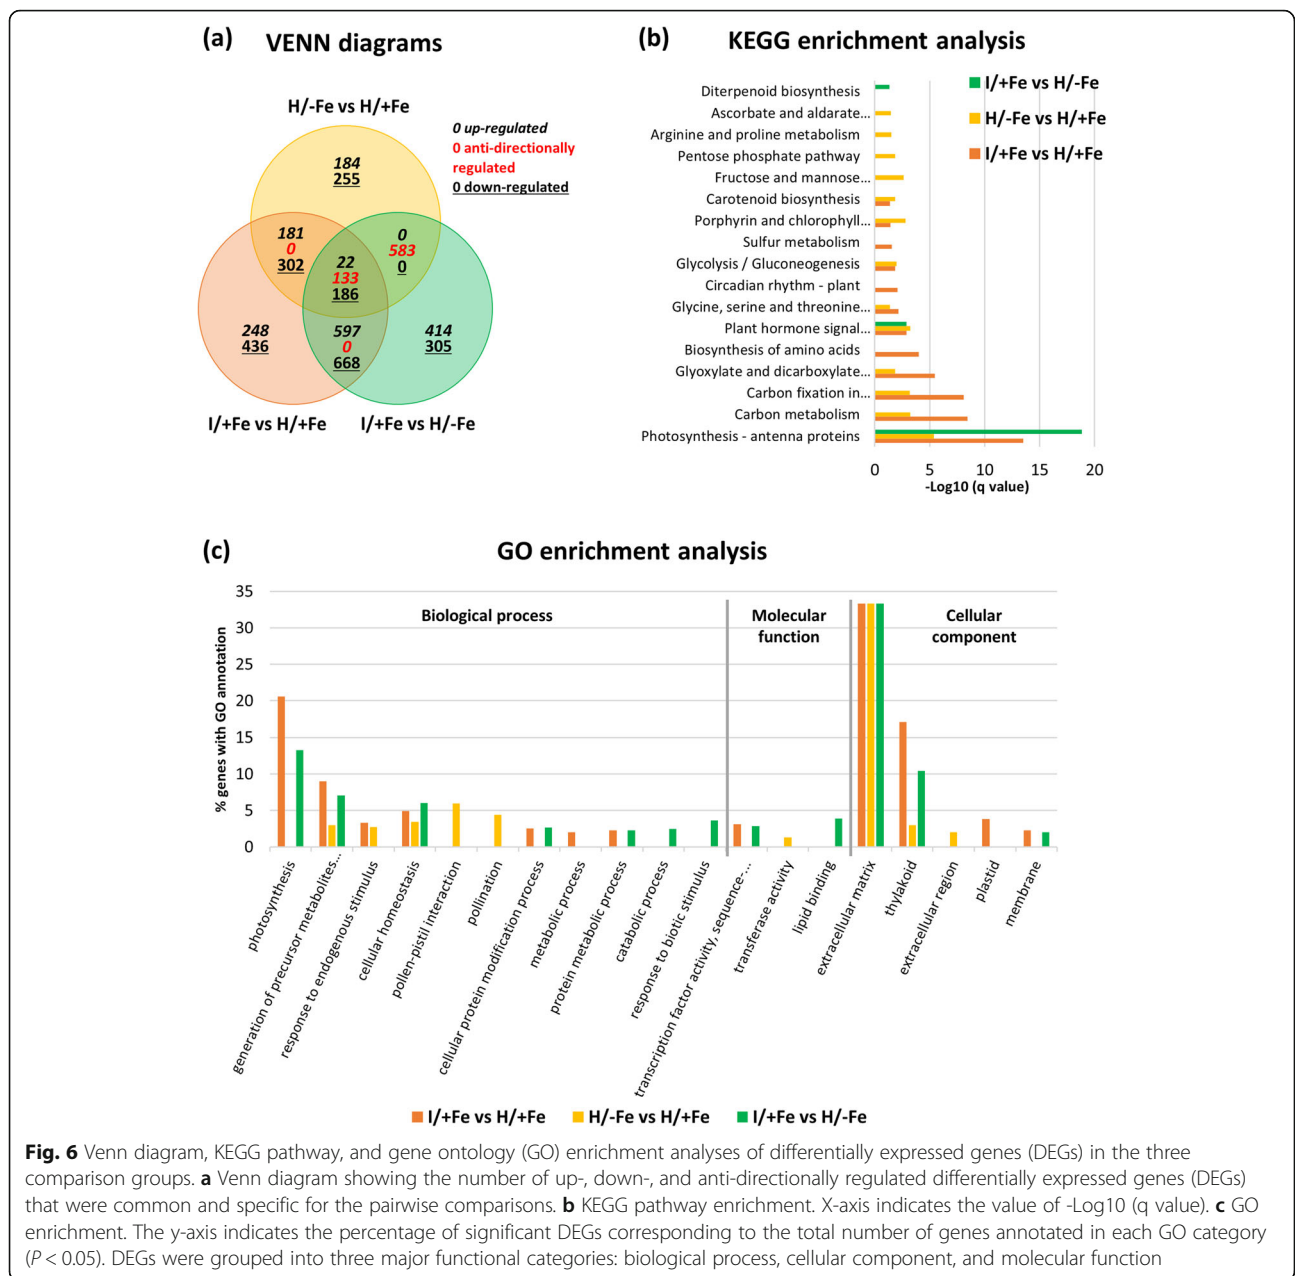 (a) VENN diagrams
H/-Fe vs H/+Fe
0 up-regulated
0 anti-directionally
regulated
0 down-regulated
184
255
181
0
302
0
583
0
22
133
186
248
436
597
0
668
414
305
I/+Fe vs H/+Fe
I/+Fe vs H/-Fe
(b) KEGG enrichment analysis
I/+Fe vs H/-Fe
H/-Fe vs H/+Fe
I/+Fe vs H/+Fe
Diterpenoid biosynthesis
Ascorbate and aldarate...
Arginine and proline metabolism
Pentose phosphate pathway
Fructose and mannose...
Carotenoid biosynthesis
Porphyrin and chlorophyll...
Sulfur metabolism
Glycolysis / Gluconeogenesis
Circadian rhythm - plant
Glycine, serine and threonine...
Plant hormone signal...
Biosynthesis of amino acids
Glyoxylate and dicarboxylate...
Carbon fixation in...
Carbon metabolism
Photosynthesis - antenna proteins
0 5 10 15 20
-Log10 (q value)
(c) GO enrichment analysis
% genes with GO annotation
35
30
25
20
15
10
5
0
Biological process
Molecular
function
Cellular
component
photosynthesis
generation of precursor metabolites...
response to endogenous stimulus
cellular homeostasis
pollen-pistil interaction
pollination
cellular protein modification process
metabolic process
protein metabolic process
catabolic process
response to biotic stimulus
transcription factor activity, sequence-...
transferase activity
lipid binding
extracellular matrix
thylakoid
extracellular region
plastid
membrane
I/+Fe vs H/+Fe H/-Fe vs H/+Fe I/+Fe vs H/-Fe
Fig. 6 Venn diagram, KEGG pathway, and gene ontology (GO) enrichment analyses of differentially expressed genes (DEGs) in the three
comparison groups. a Venn diagram showing the number of up-, down-, and anti-directionally regulated differentially expressed genes (DEGs)
that were common and specific for the pairwise comparisons. b KEGG pathway enrichment. X-axis indicates the value of -Log10 (q value). c GO
enrichment. The y-axis indicates the percentage of significant DEGs corresponding to the total number of genes annotated in each GO category
(P < 0.05). DEGs were grouped into three major functional categories: biological process, cellular component, and molecular function